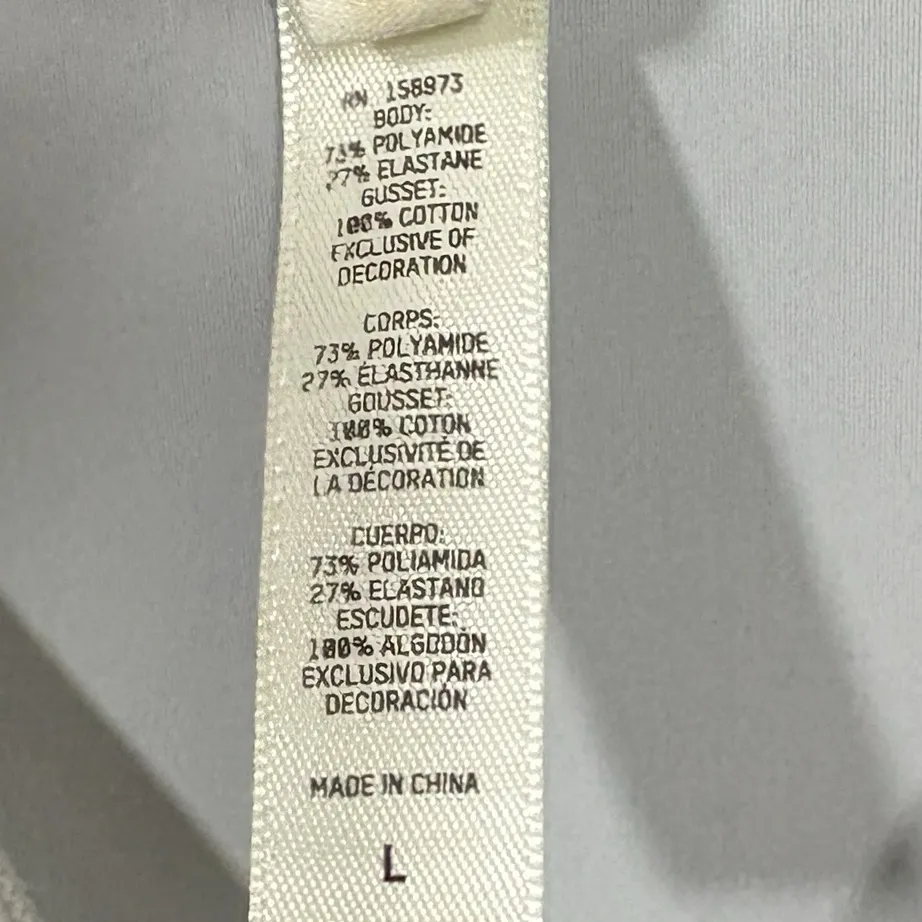 RN 158973
BODY:
73% POLYAMIDE
27% ELASTANE
GUSSET:
100% COTTON
EXCLUSIVE OF
DECORATION
CORPS:
73% POLYAMIDE
27% ÉLASTHANNE
GOUSSET:
100% COTON
EXCLUSIVITÉ DE
LA DÉCORATION
CUERPO:
73% POLIAMIDA
27% ELASTANO
ESCUDETE:
100% ALGODÓN
EXCLUSIVO PARA
DECORACIÓN
MADE IN CHINA
L